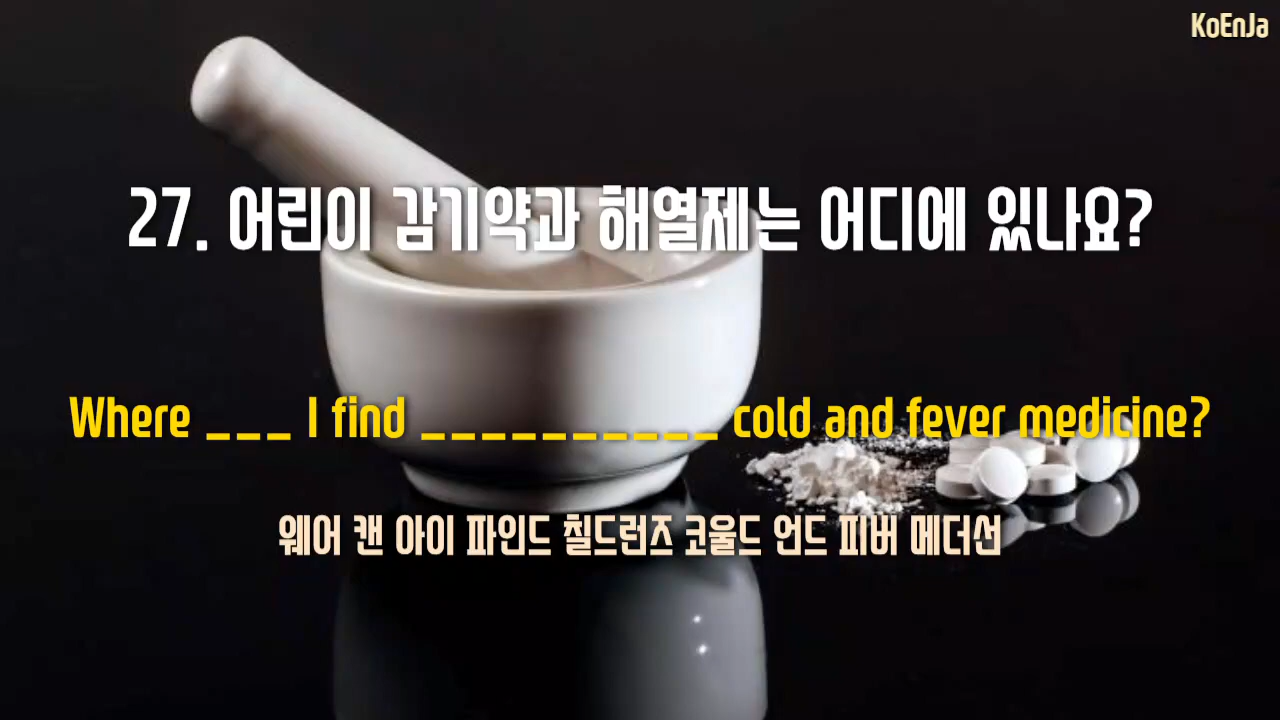 KoEnJa
27. 어린이 감기약과 해열제는 어디에 있나요?
Where _ _ _ I find _ _ _ _ _ _ _ _ _ _ cold and fever medicine?
웨어 캔 아이 파인드 칠드런즈 코울드 언드 피버 메더선